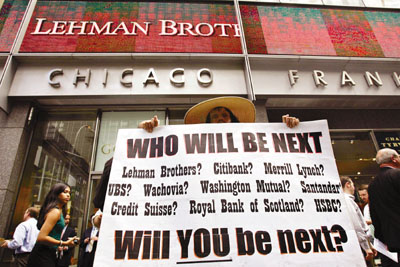 LEHMAN BROTH
CHICAGO FRANK
WHO WILL BE NEXT
Lehman Brothers? Citibank? Merrill Lynch?
UBS? Wachovia? Washington Mutual? Santander
Credit Suisse? Royal Bank of Scotland? HSBC?
Will YOU be next?